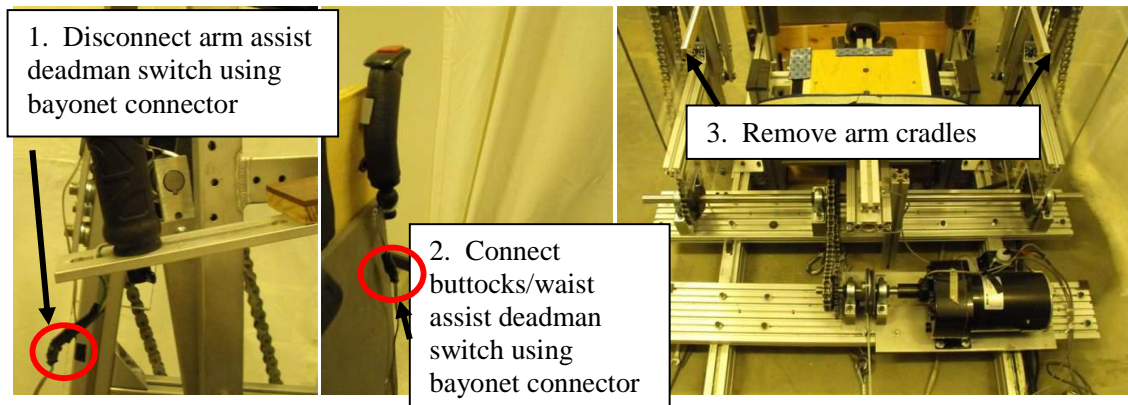 1. Disconnect arm assist
deadman switch using
bayonet connector
2. Connect
buttocks/waist
assist deadman
switch using
bayonet connector
3. Remove arm cradles